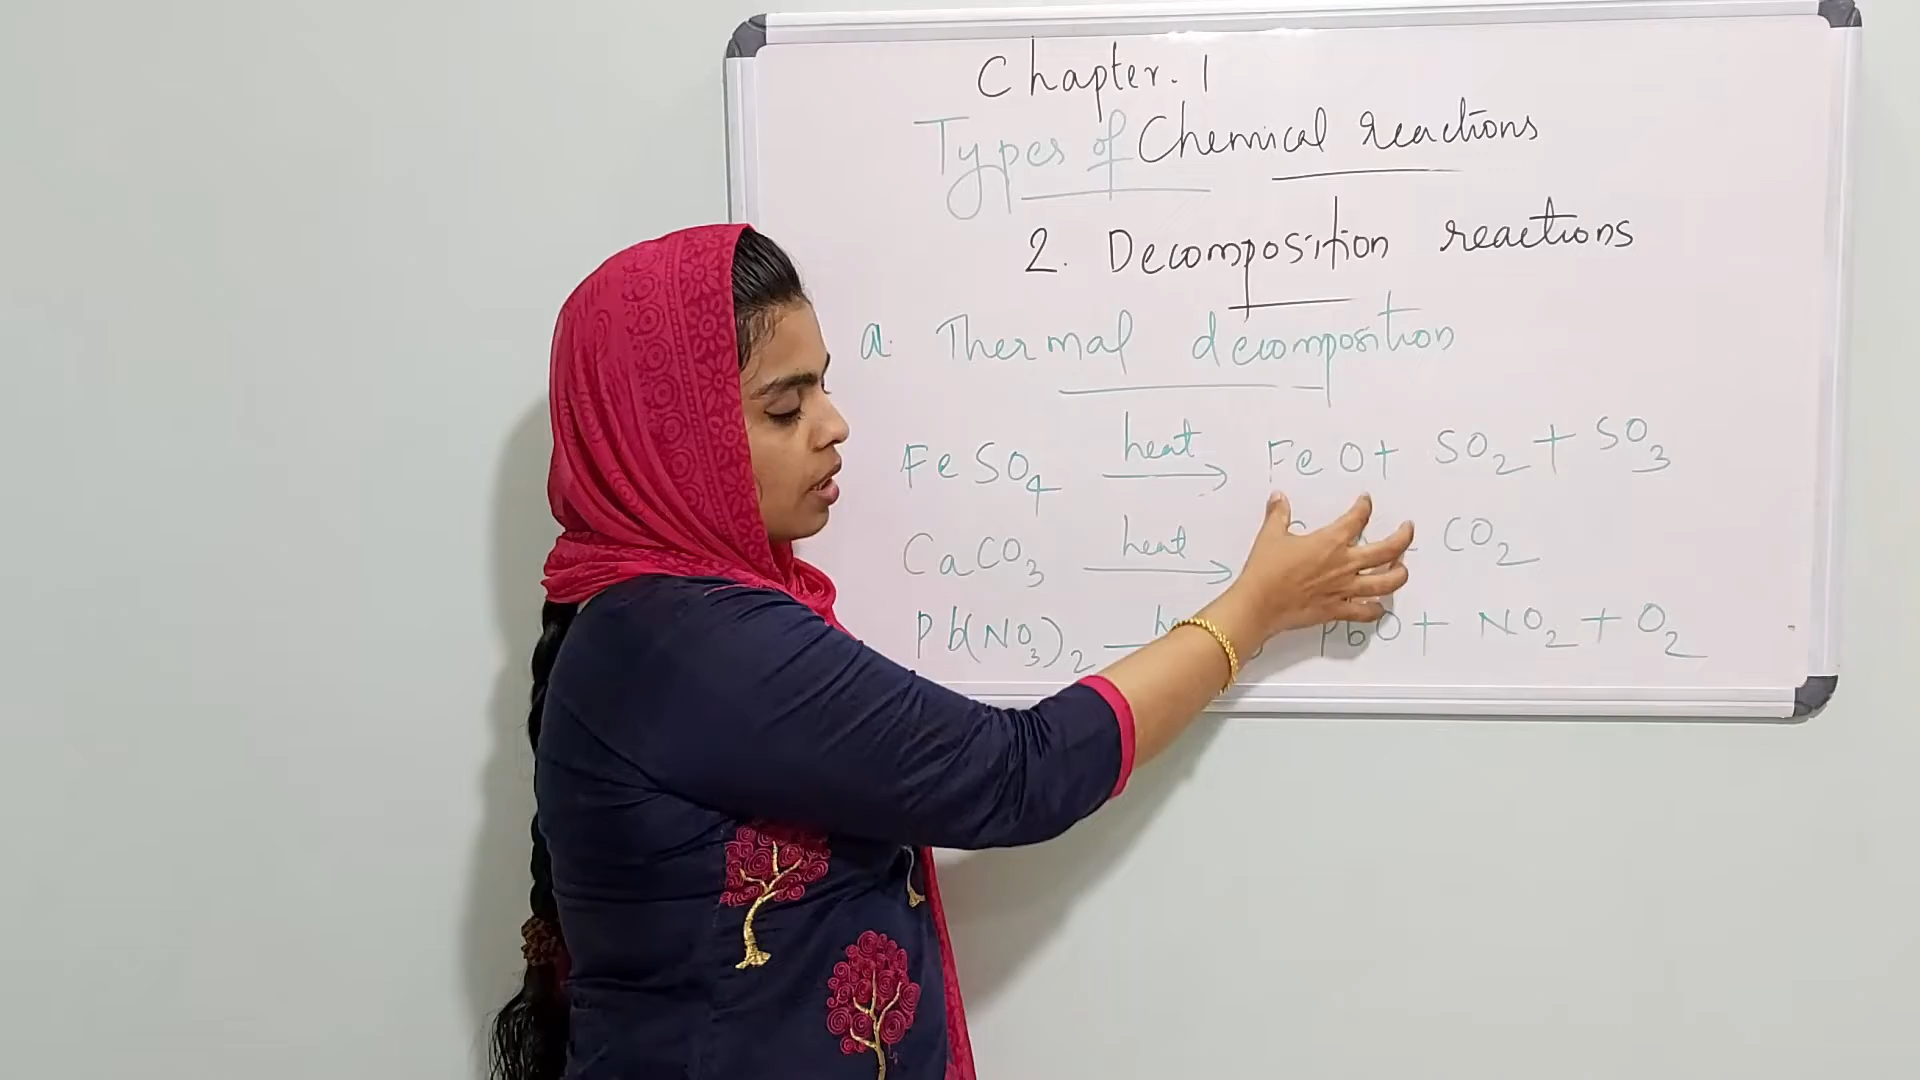 Chapter. 1
Types of Chemical reactions
2. Decomposition reactions
a. Thermal decomposition
FeSO₄ heat → FeO + SO₂ + SO₃
CaCO₃ heat → CO₂
Pb(NO₃)₂ PbO + NO₂ + O₂